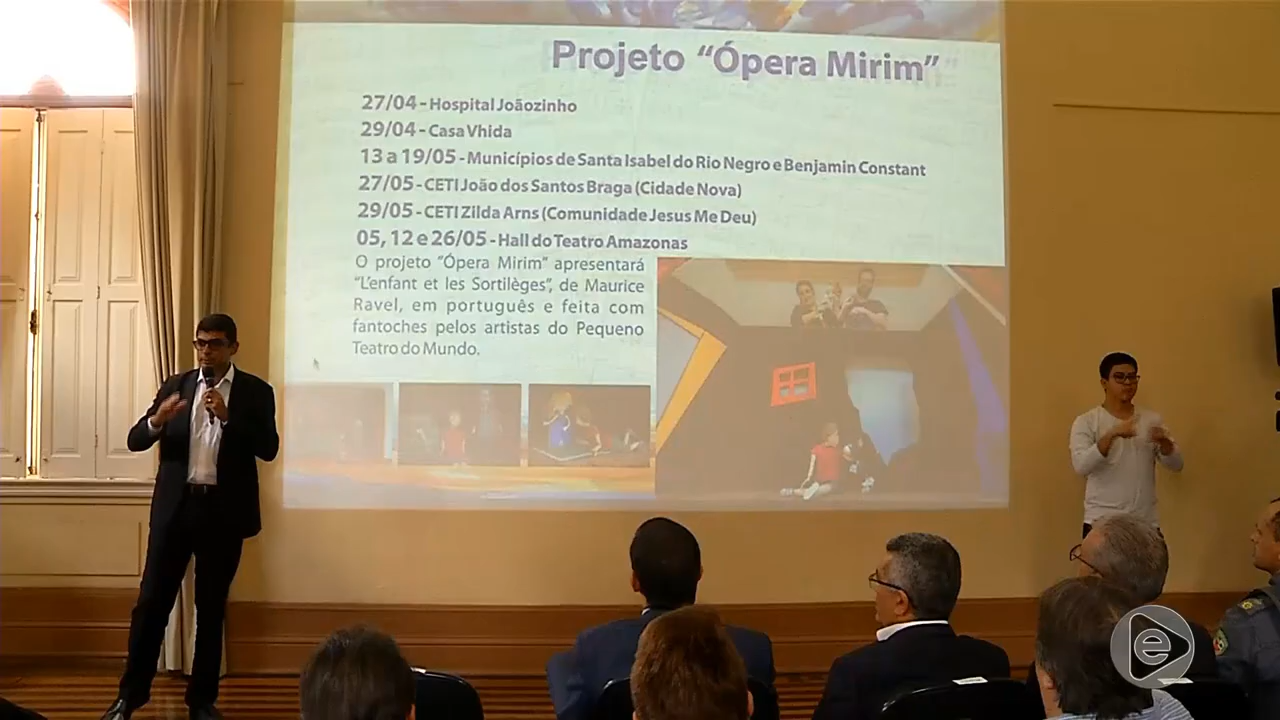 Projeto “Ópera Mirim”
27/04 - Hospital Joãozinho
29/04 - Casa Vhida
13 a 19/05 - Municípios de Santa Isabel do Rio Negro e Benjamin Constant
27/05 - CETI João dos Santos Braga (Cidade Nova)
29/05 - CETI Zilda Arns (Comunidade Jesus Me Deu)
05, 12 e 26/05 - Hall do Teatro Amazonas
O projeto “Ópera Mirim” apresentará
“L’enfant et les Sortilèges”, de Maurice
Ravel, em português e feita com
fantoches pelos artistas do Pequeno
Teatro do Mundo.
e